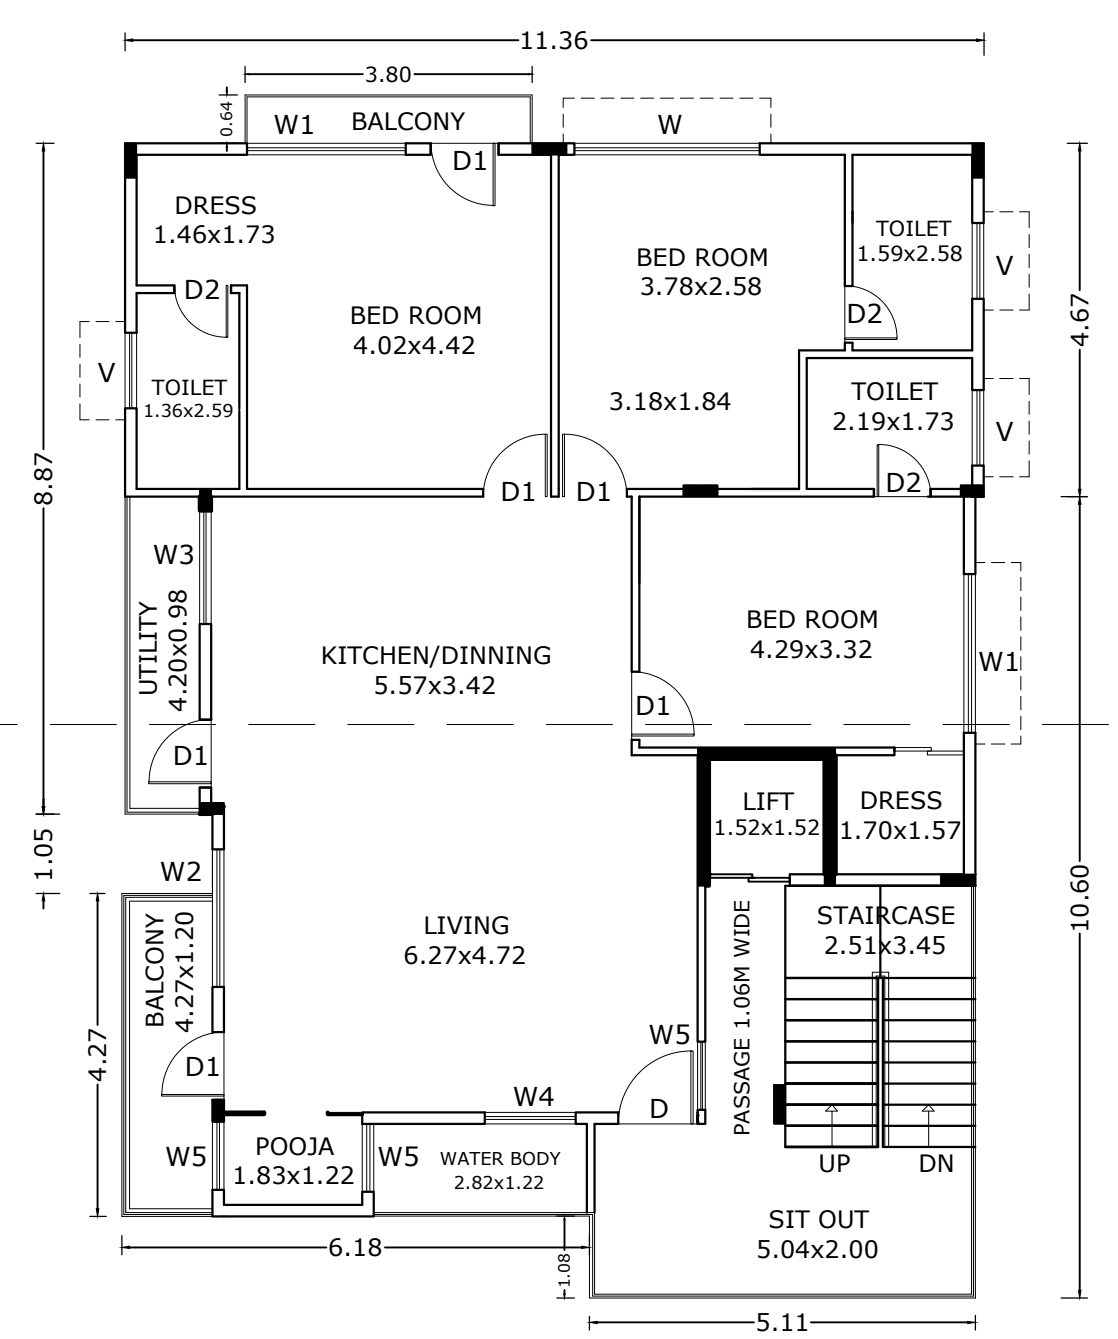 11.36
3.80
0.64
W1
BALCONY
W
D1
DRESS
1.46x1.73
BED ROOM
3.78x2.58
TOILET
1.59x2.58
V
D2
BED ROOM
4.02x4.42
D2
4.67
V
TOILET
1.36x2.59
3.18x1.84
TOILET
2.19x1.73
V
8.87
D1
D1
D2
W3
UTILITY
4.20x0.98
KITCHEN/DINNING
5.57x3.42
BED ROOM
4.29x3.32
W1
D1
D1
LIFT
1.52x1.52
DRESS
1.70x1.57
1.05
W2
10.60
BALCONY
4.27x1.20
LIVING
6.27x4.72
PASSAGE 1.06M WIDE
STAIRCASE
2.51x3.45
4.27
D1
W5
W4
D
W5
POOJA
1.83x1.22
W5
WATER BODY
2.82x1.22
UP
DN
SIT OUT
5.04x2.00
6.18
1.08
5.11